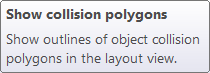 Show collision polygons
Show outlines of object collision
polygons in the layout view.